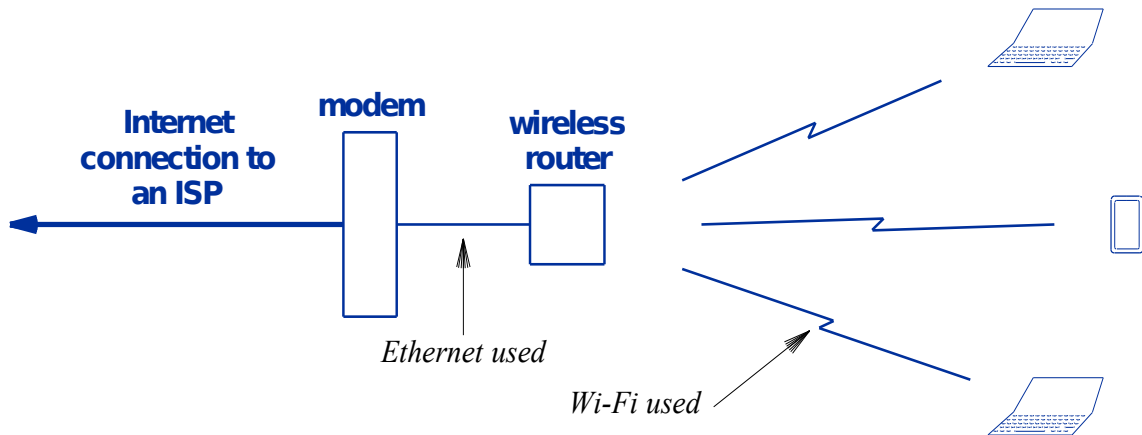 Internet
connection to
an ISP
modem
wireless
router
Ethernet used
Wi-Fi used